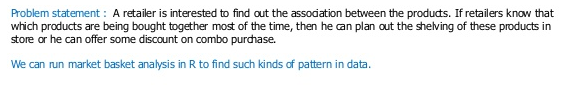 Problem statement : A retailer is interested to find out the association between the products. If retailers know that
which products are being bought together most of the time, then he can plan out the shelving of these products in
store or he can offer some discount on combo purchase.
We can run market basket analysis in R to find such kinds of pattern in data.